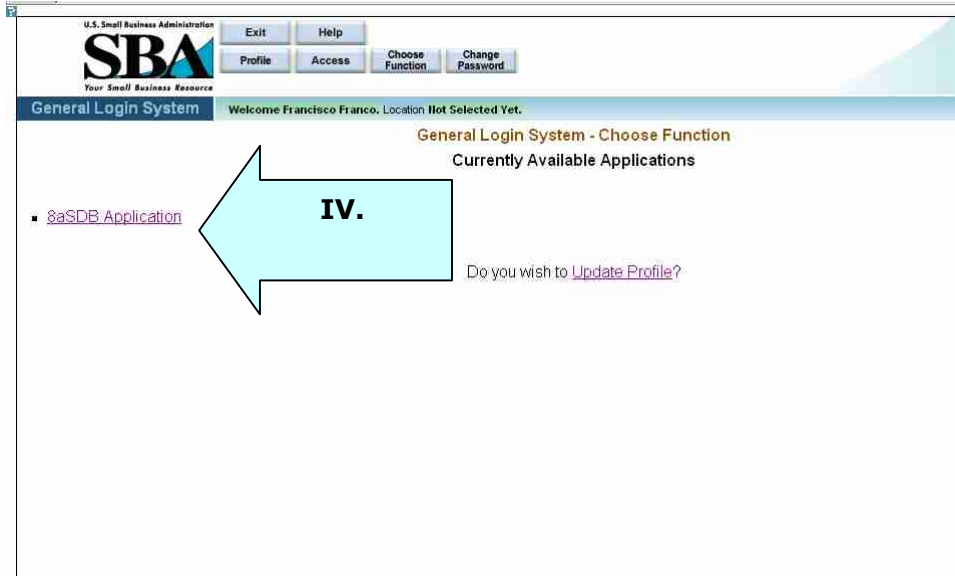 U.S. Small Business Administration
SBA
Your Small Business Resource
Exit Help
Profile Access Choose Function Change Password
General Login System
Welcome Francisco Franco. Location Not Selected Yet.
General Login System - Choose Function
Currently Available Applications
8aSDB Application
IV.
Do you wish to Update Profile?